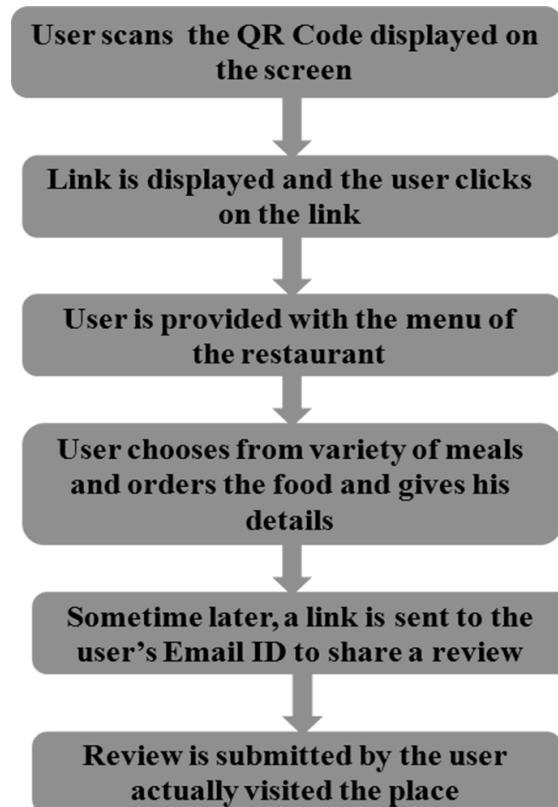 User scans the QR Code displayed on
the screen
Link is displayed and the user clicks
on the link
User is provided with the menu of
the restaurant
User chooses from variety of meals
and orders the food and gives his
details
Sometime later, a link is sent to the
user's Email ID to share a review
Review is submitted by the user
actually visited the place